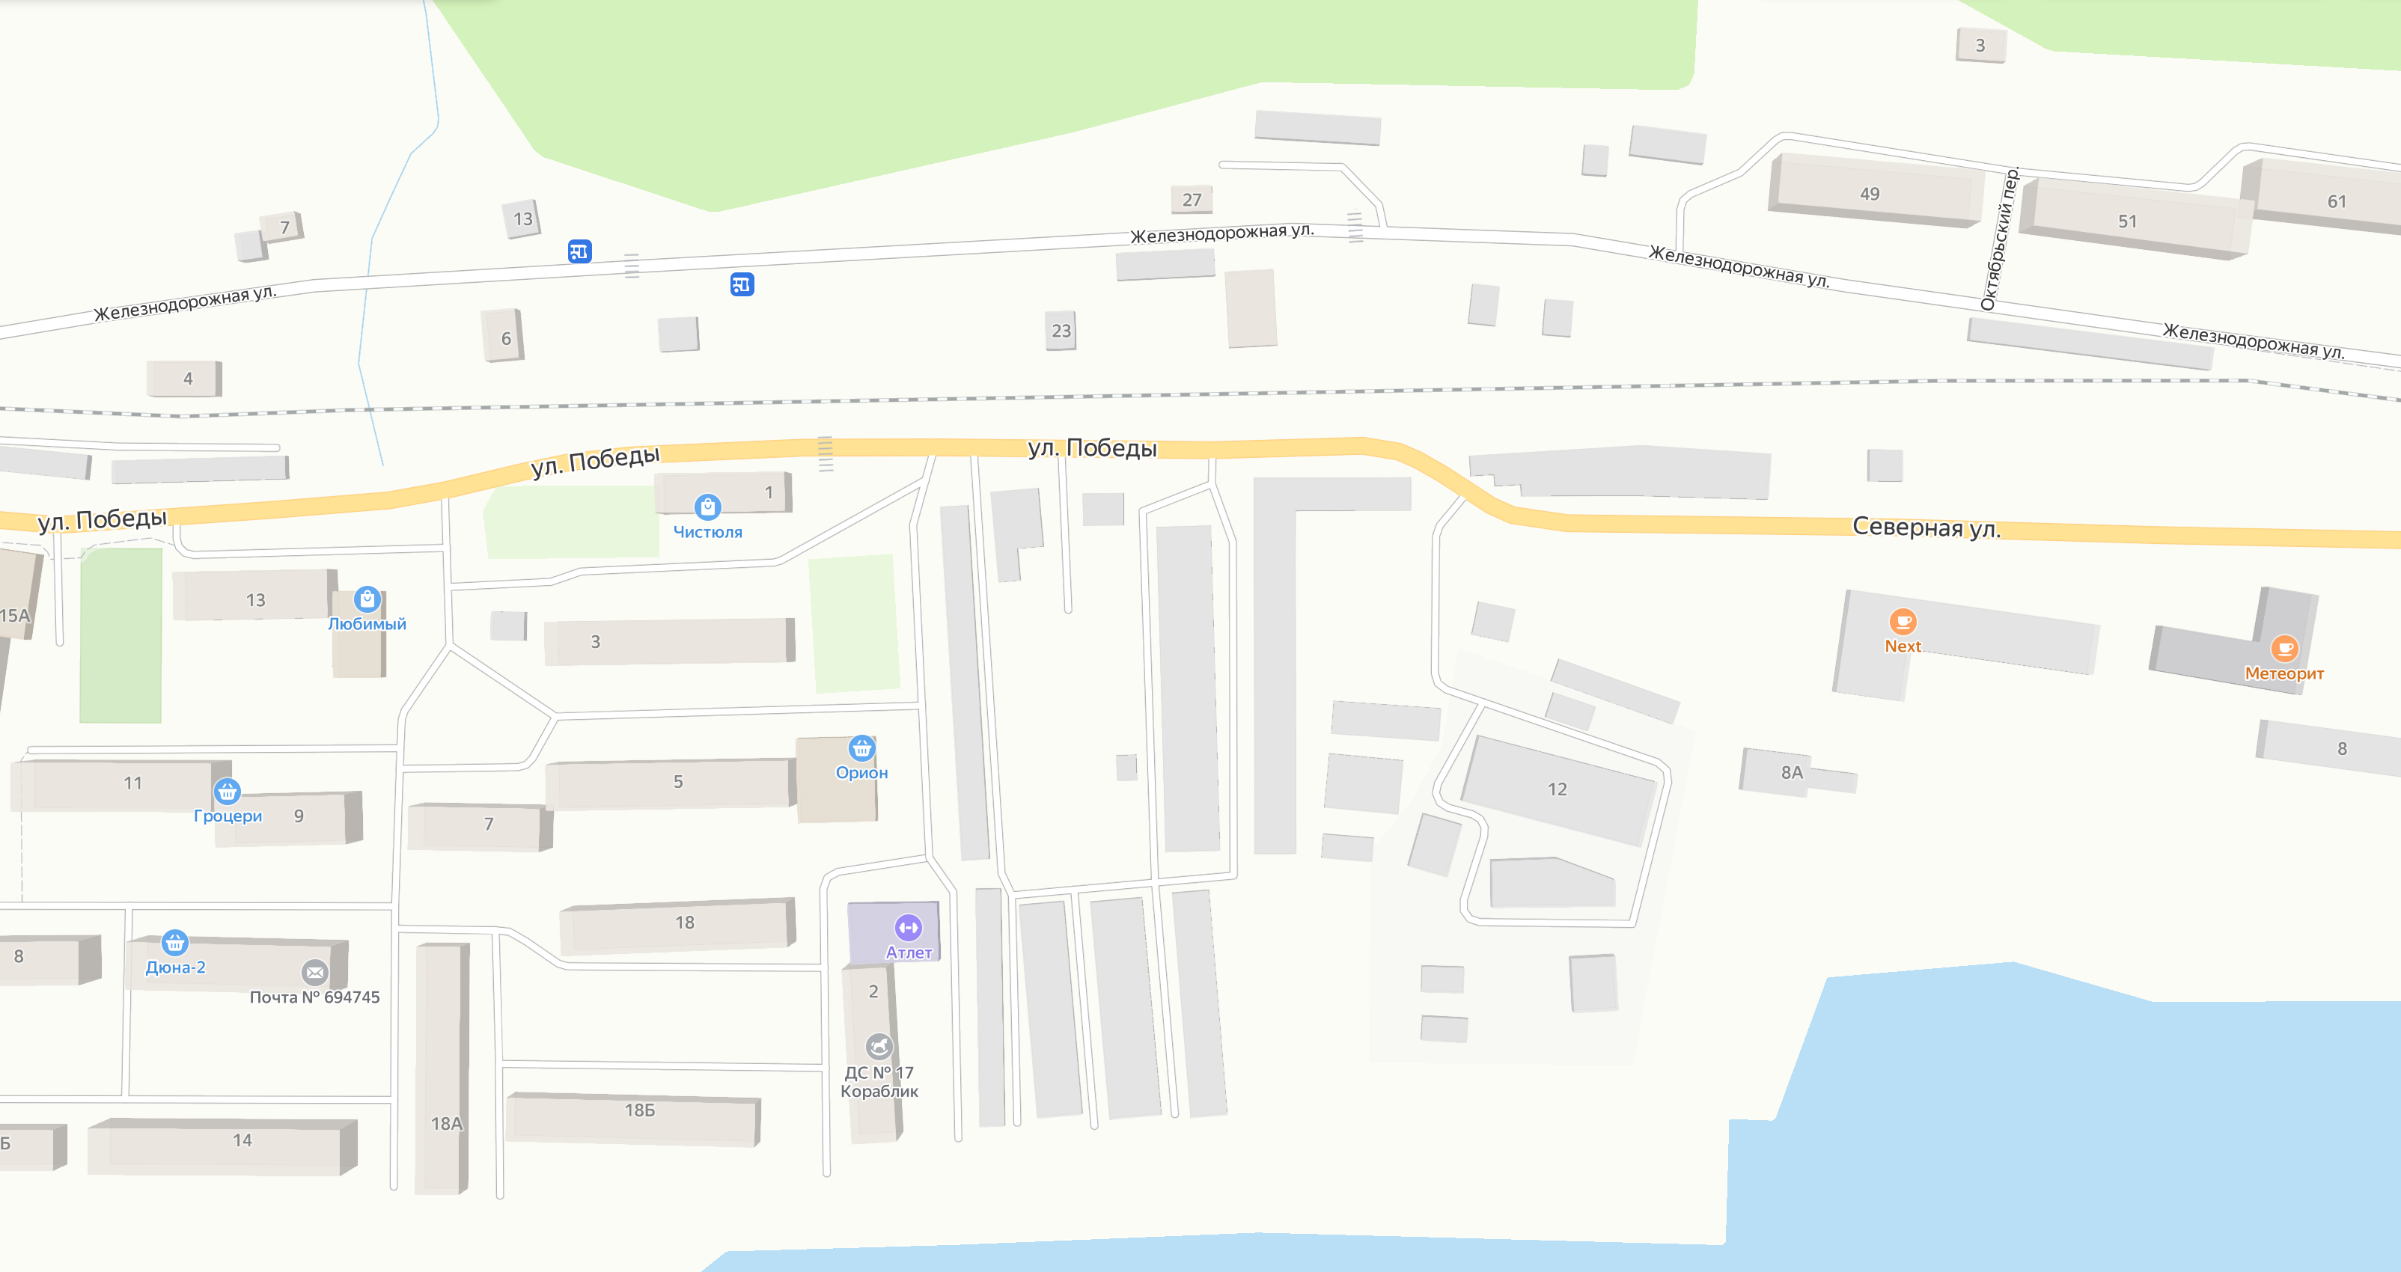 3
49
51
61
Октябрьский пер.
27
13
7
Железнодорожная ул.
Железнодорожная ул.
Железнодорожная ул.
Железнодорожная ул.
6
23
4
ул. Победы
ул. Победы
ул. Победы
1
Чистюля
Северная ул.
13
Любимый
15А
3
Next
Метеорит
11
Гроцери
9
7
5
Орион
12
8А
8
8
Дюна-2
Почта № 694745
18
Атлет
2
ДС № 17
Кораблик
18А
18Б
14
Б